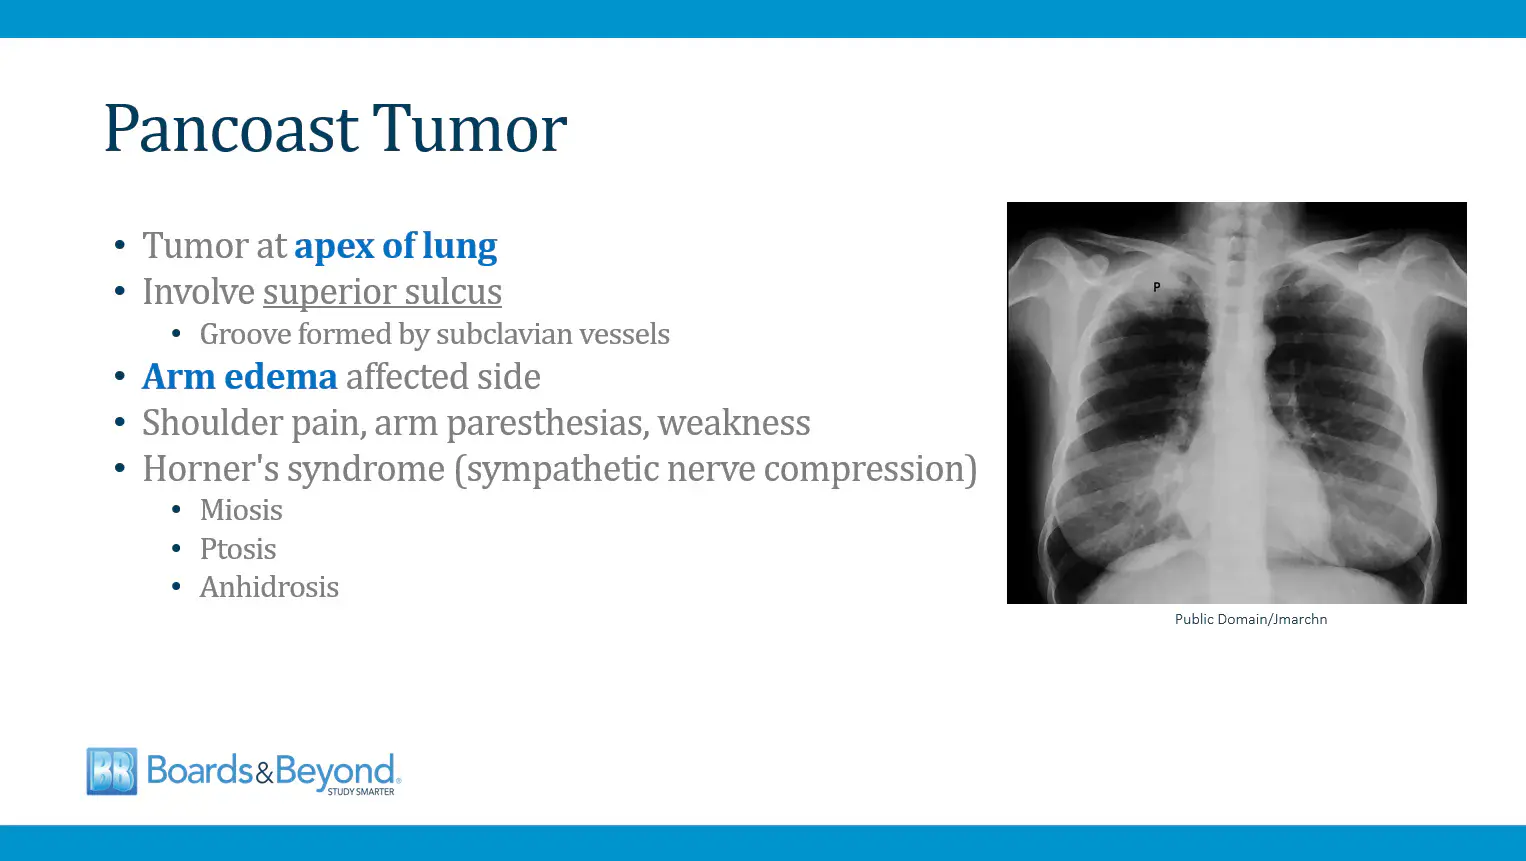 Pancoast Tumor
• Tumor at apex of lung
• Involve superior sulcus
• Groove formed by subclavian vessels
• Arm edema affected side
• Shoulder pain, arm paresthesias, weakness
• Horner's syndrome (sympathetic nerve compression)
• Miosis
• Ptosis
• Anhidrosis
P
Public Domain/Jmarchn
BB Boards&Beyond®
STUDY SMARTER